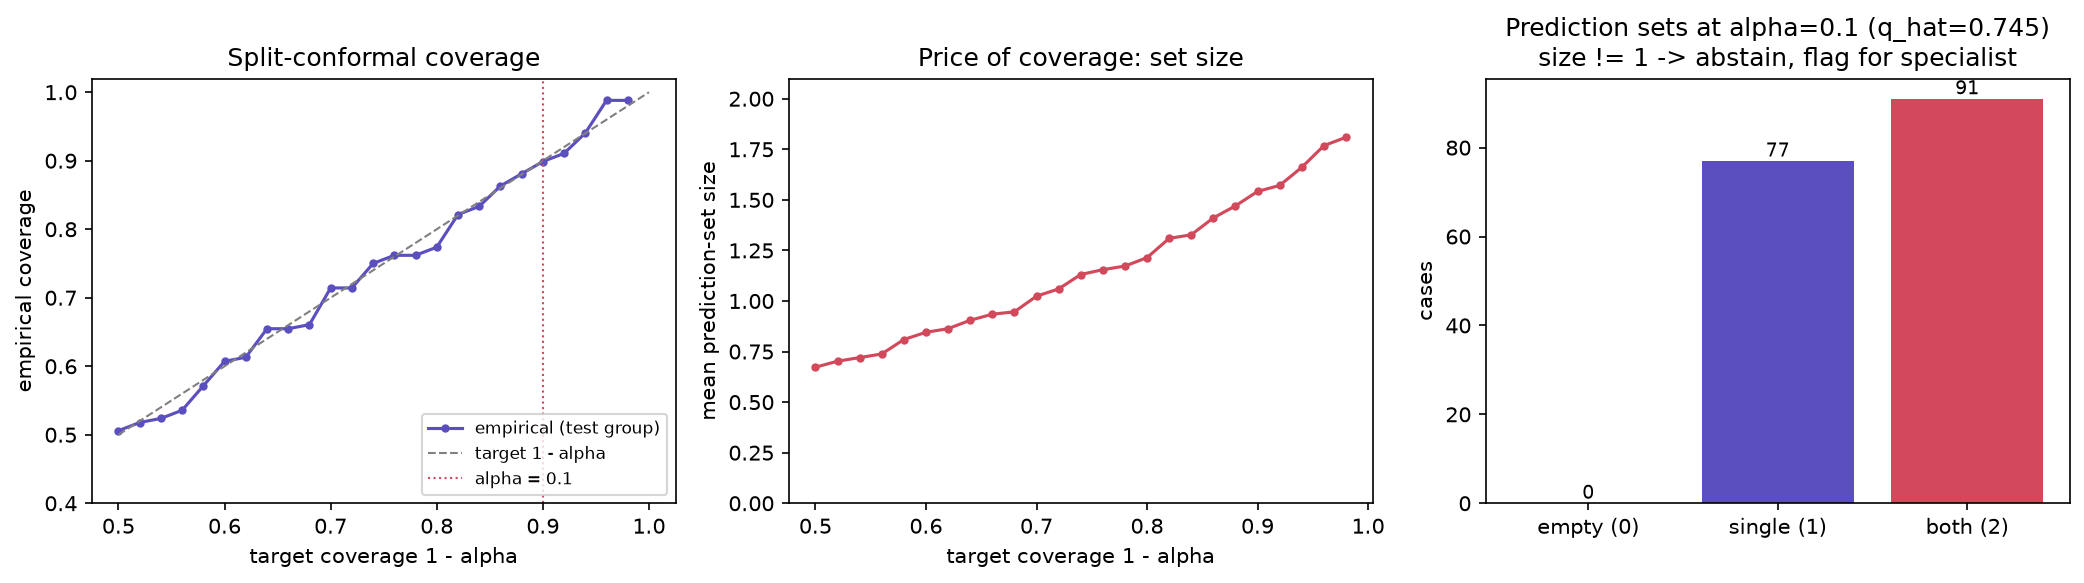 Split-conformal coverage
empirical coverage
1.0
0.9
0.8
0.7
0.6
0.5
0.4
empirical (test group)
target 1 - alpha
alpha = 0.1
0.5 0.6 0.7 0.8 0.9 1.0
target coverage 1 - alpha
Price of coverage: set size
mean prediction-set size
2.00
1.75
1.50
1.25
1.00
0.75
0.50
0.25
0.00
0.5 0.6 0.7 0.8 0.9 1.0
target coverage 1 - alpha
Prediction sets at alpha=0.1 (q_hat=0.745)
size != 1 -> abstain, flag for specialist
cases
80
60
40
20
0
0
77
91
empty (0) single (1) both (2)